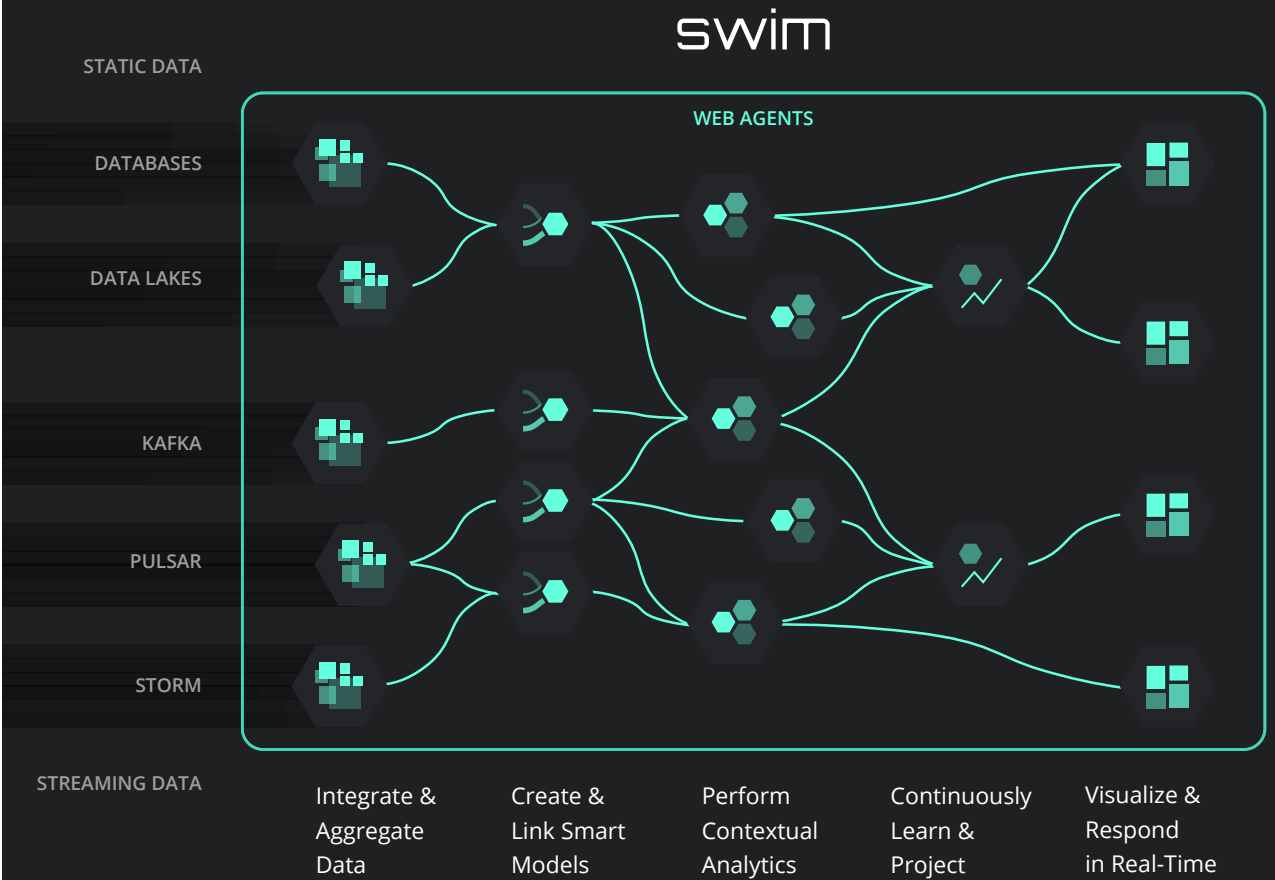 swim
STATIC DATA
WEB AGENTS
DATABASES
DATA LAKES
KAFKA
PULSAR
STORM
STREAMING DATA
Integrate &
Aggregate
Data
Create &
Link Smart
Models
Perform
Contextual
Analytics
Continuously
Learn &
Project
Visualize &
Respond
in Real-Time